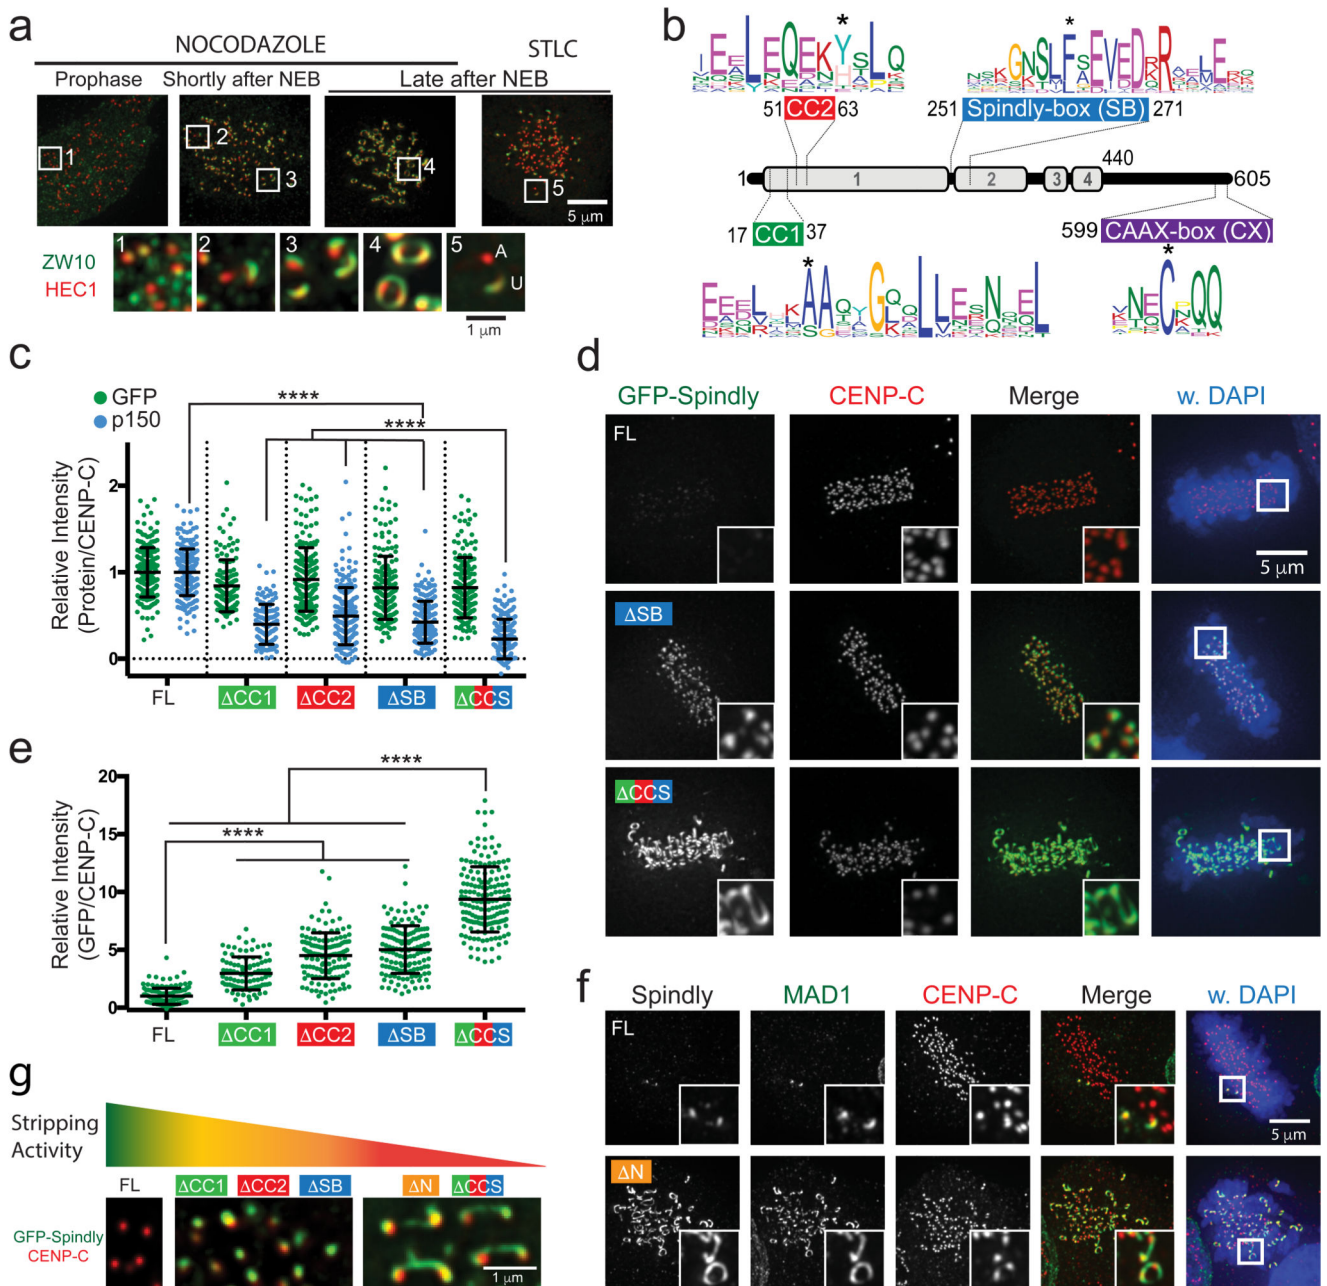 a
NOCODAZOLE
STLC
Prophase
Shortly after NEB
Late after NEB
1
2
3
4
5
5 µm
ZW10
HEC1
1
2
3
4
5
A
U
1 µm
b
*
*
51 CC2 63
251 Spindly-box (SB) 271
1
1
2
3
4
440
605
17 CC1 37
599 CAAX-box (CX)
*
*
c
GFP
p150
****
****
Relative Intensity
(Protein/CENP-C)
2
1
0
FL
ΔCC1
ΔCC2
ΔSB
ΔCCS
d
GFP-Spindly
CENP-C
Merge
w. DAPI
FL
5 µm
ΔSB
ΔCCS
e
****
****
Relative Intensity
(GFP/CENP-C)
20
15
10
5
0
FL
ΔCC1
ΔCC2
ΔSB
ΔCCS
f
Spindly
MAD1
CENP-C
Merge
w. DAPI
FL
5 µm
ΔN
g
Stripping
Activity
FL
ΔCC1
ΔCC2
ΔSB
ΔN
ΔCCS
GFP-Spindly
CENP-C
1 µm